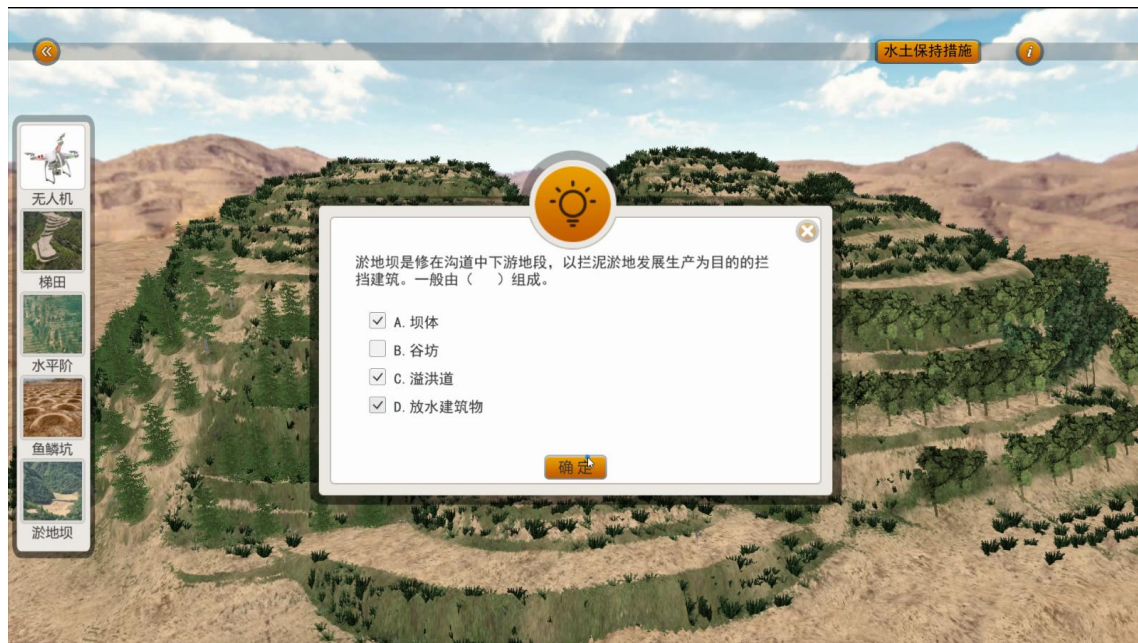 水土保持措施
i
无人机
梯田
水平阶
鱼鳞坑
淤地坝
淤地坝是修在沟道中下游地段，以拦泥淤地发展生产为目的的拦
挡建筑。一般由（　）组成。
A.坝体
B.谷坊
C.溢洪道
D.放水建筑物
确定